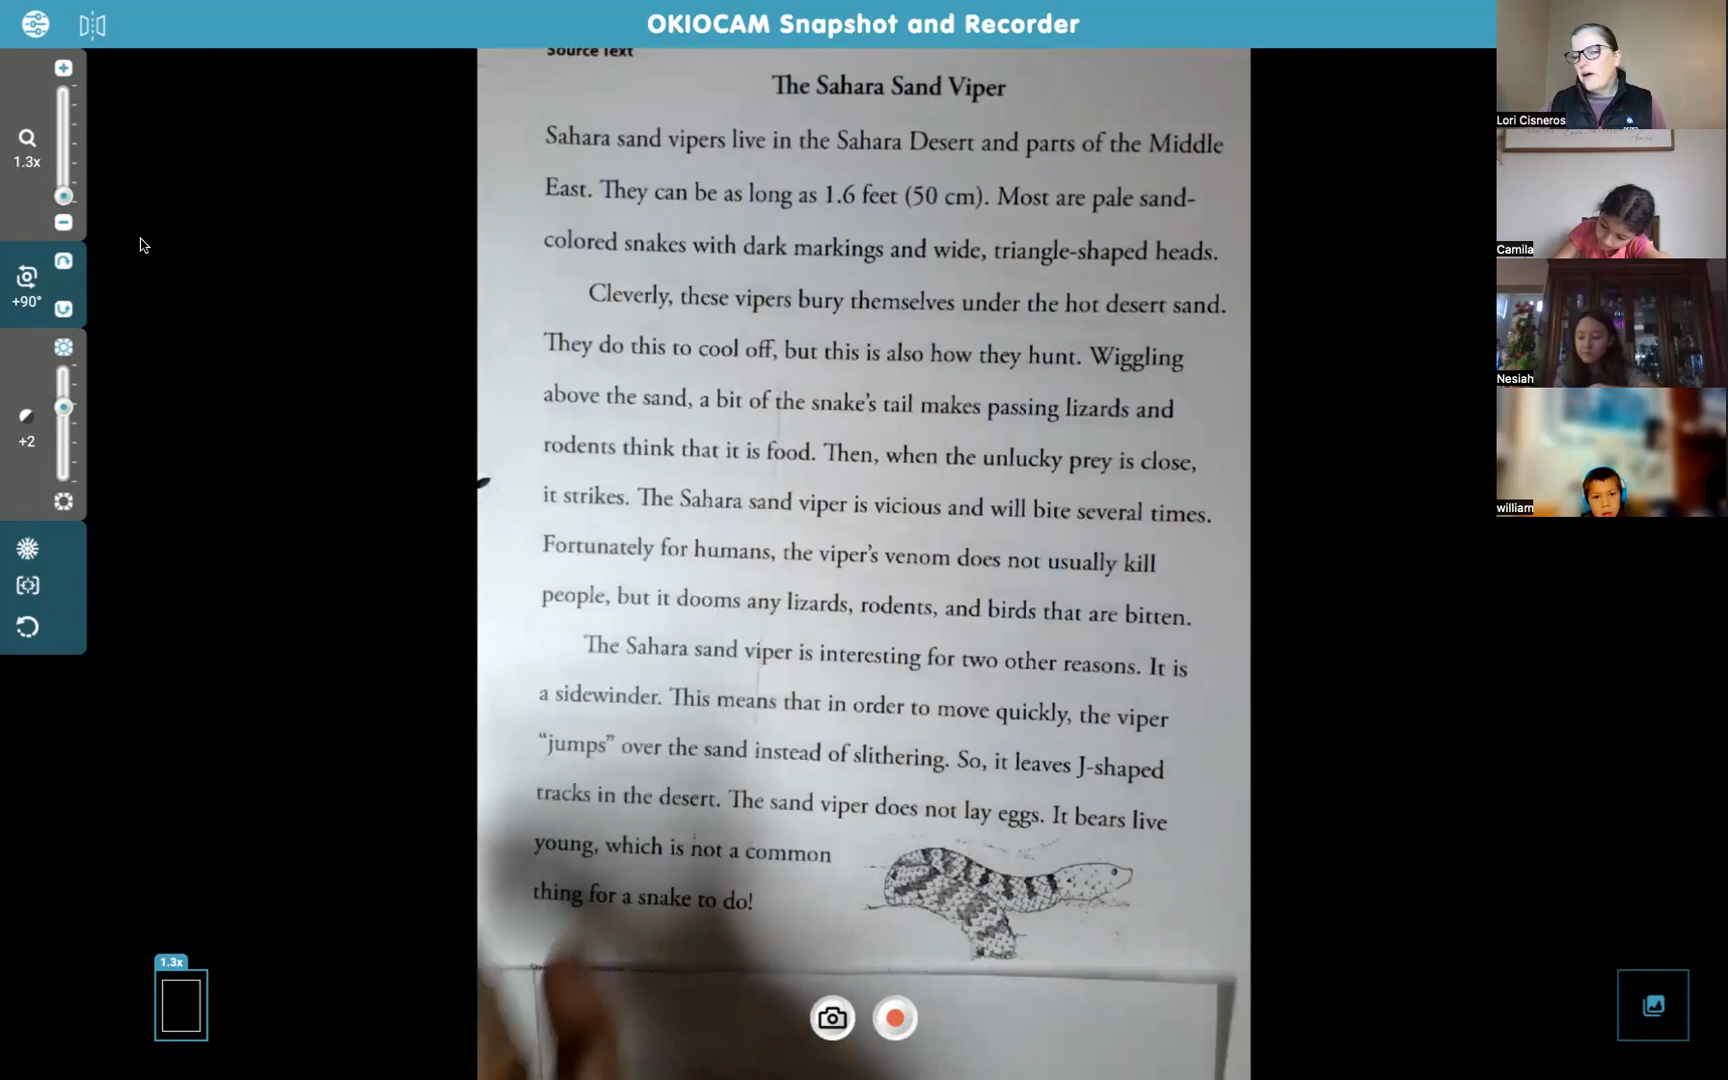 OKIOCAM Snapshot and Recorder
Source Text
The Sahara Sand Viper
Sahara sand vipers live in the Sahara Desert and parts of the Middle
East. They can be as long as 1.6 feet (50 cm). Most are pale sand-
colored snakes with dark markings and wide, triangle-shaped heads.
Cleverly, these vipers bury themselves under the hot desert sand.
They do this to cool off, but this is also how they hunt. Wiggling
above the sand, a bit of the snake's tail makes passing lizards and
rodents think that it is food. Then, when the unlucky prey is close,
it strikes. The Sahara sand viper is vicious and will bite several times.
Fortunately for humans, the viper's venom does not usually kill
people, but it dooms any lizards, rodents, and birds that are bitten.
The Sahara sand viper is interesting for two other reasons. It is
a sidewinder. This means that in order to move quickly, the viper
“jumps” over the sand instead of slithering. So, it leaves J-shaped
tracks in the desert. The sand viper does not lay eggs. It bears live
young, which is not a common
thing for a snake to do!
1.3x
+90°
+2
1.3x
Lori Cisneros
Camila
Nesiah
william